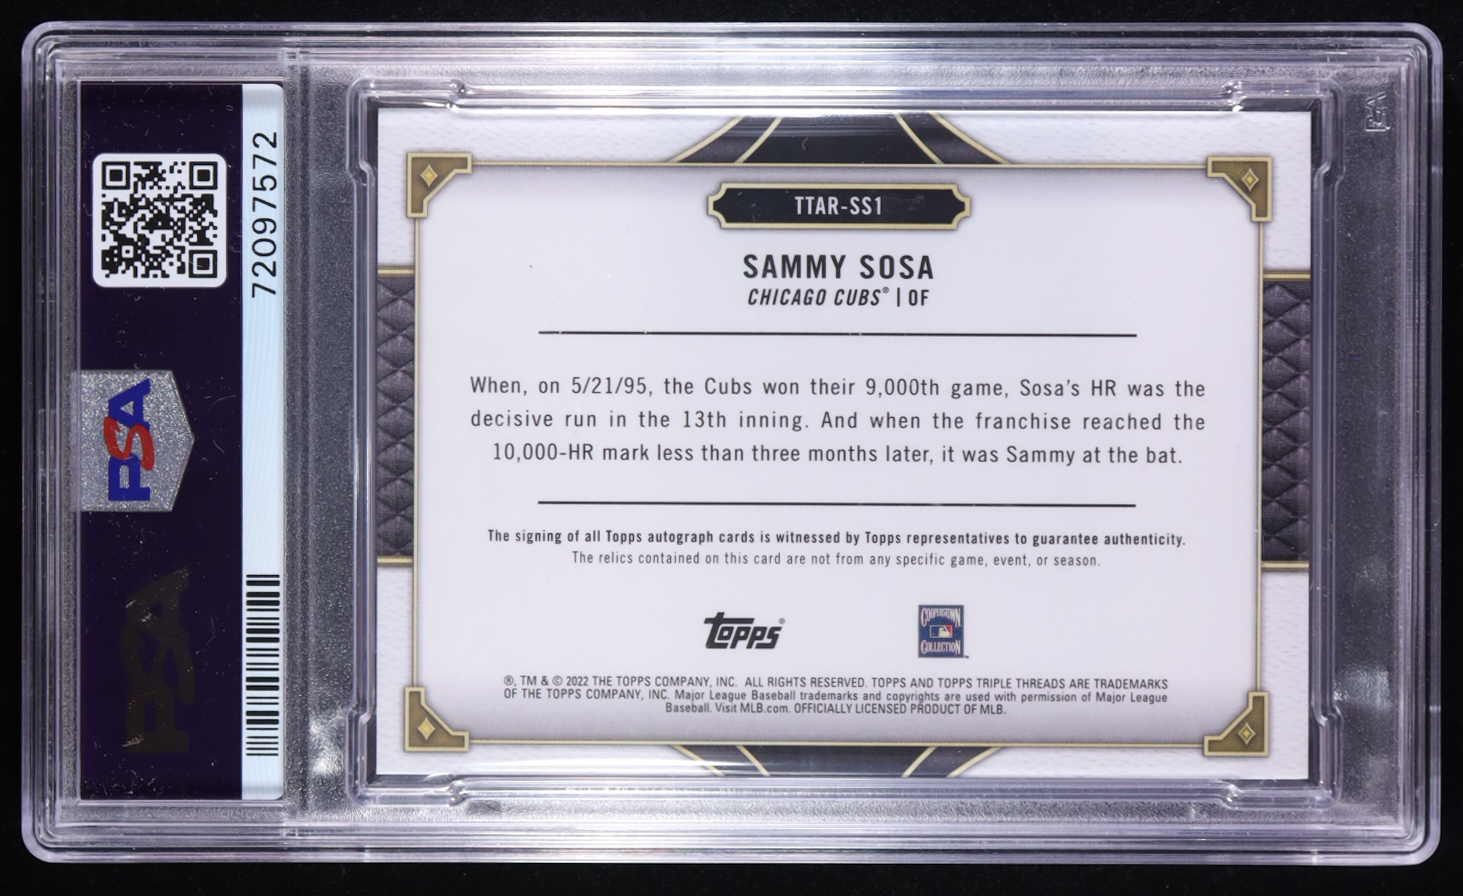 72097572
PSA
PSA
TTAR-SS1
SAMMY SOSA
CHICAGO CUBS® | OF
When, on 5/21/95, the Cubs won their 9,000th game, Sosa's HR was the
decisive run in the 13th inning. And when the franchise reached the
10,000-HR mark less than three months later, it was Sammy at the bat.
The signing of all Topps autograph cards is witnessed by Topps representatives to guarantee authenticity.
The relics contained on this card are not from any specific game, event, or season.
topps®
COOPERSTOWN
COLLECTION™
®, TM & © 2022 THE TOPPS COMPANY, INC. ALL RIGHTS RESERVED. TOPPS AND TOPPS TRIPLE THREADS ARE TRADEMARKS
OF THE TOPPS COMPANY, INC. Major League Baseball trademarks and copyrights are used with permission of Major League
Baseball. Visit MLB.com. OFFICIALLY LICENSED PRODUCT OF MLB.